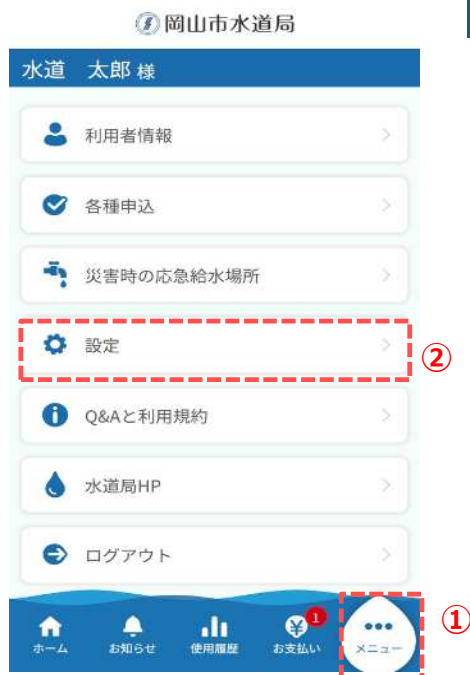 岡山市水道局
水道 太郎 様
利用者情報
各種申込
災害時の応急給水場所
設定
②
Q&Aと利用規約
水道局HP
ログアウト
①
1
ホーム
お知らせ
使用履歴
お支払い
メニュー